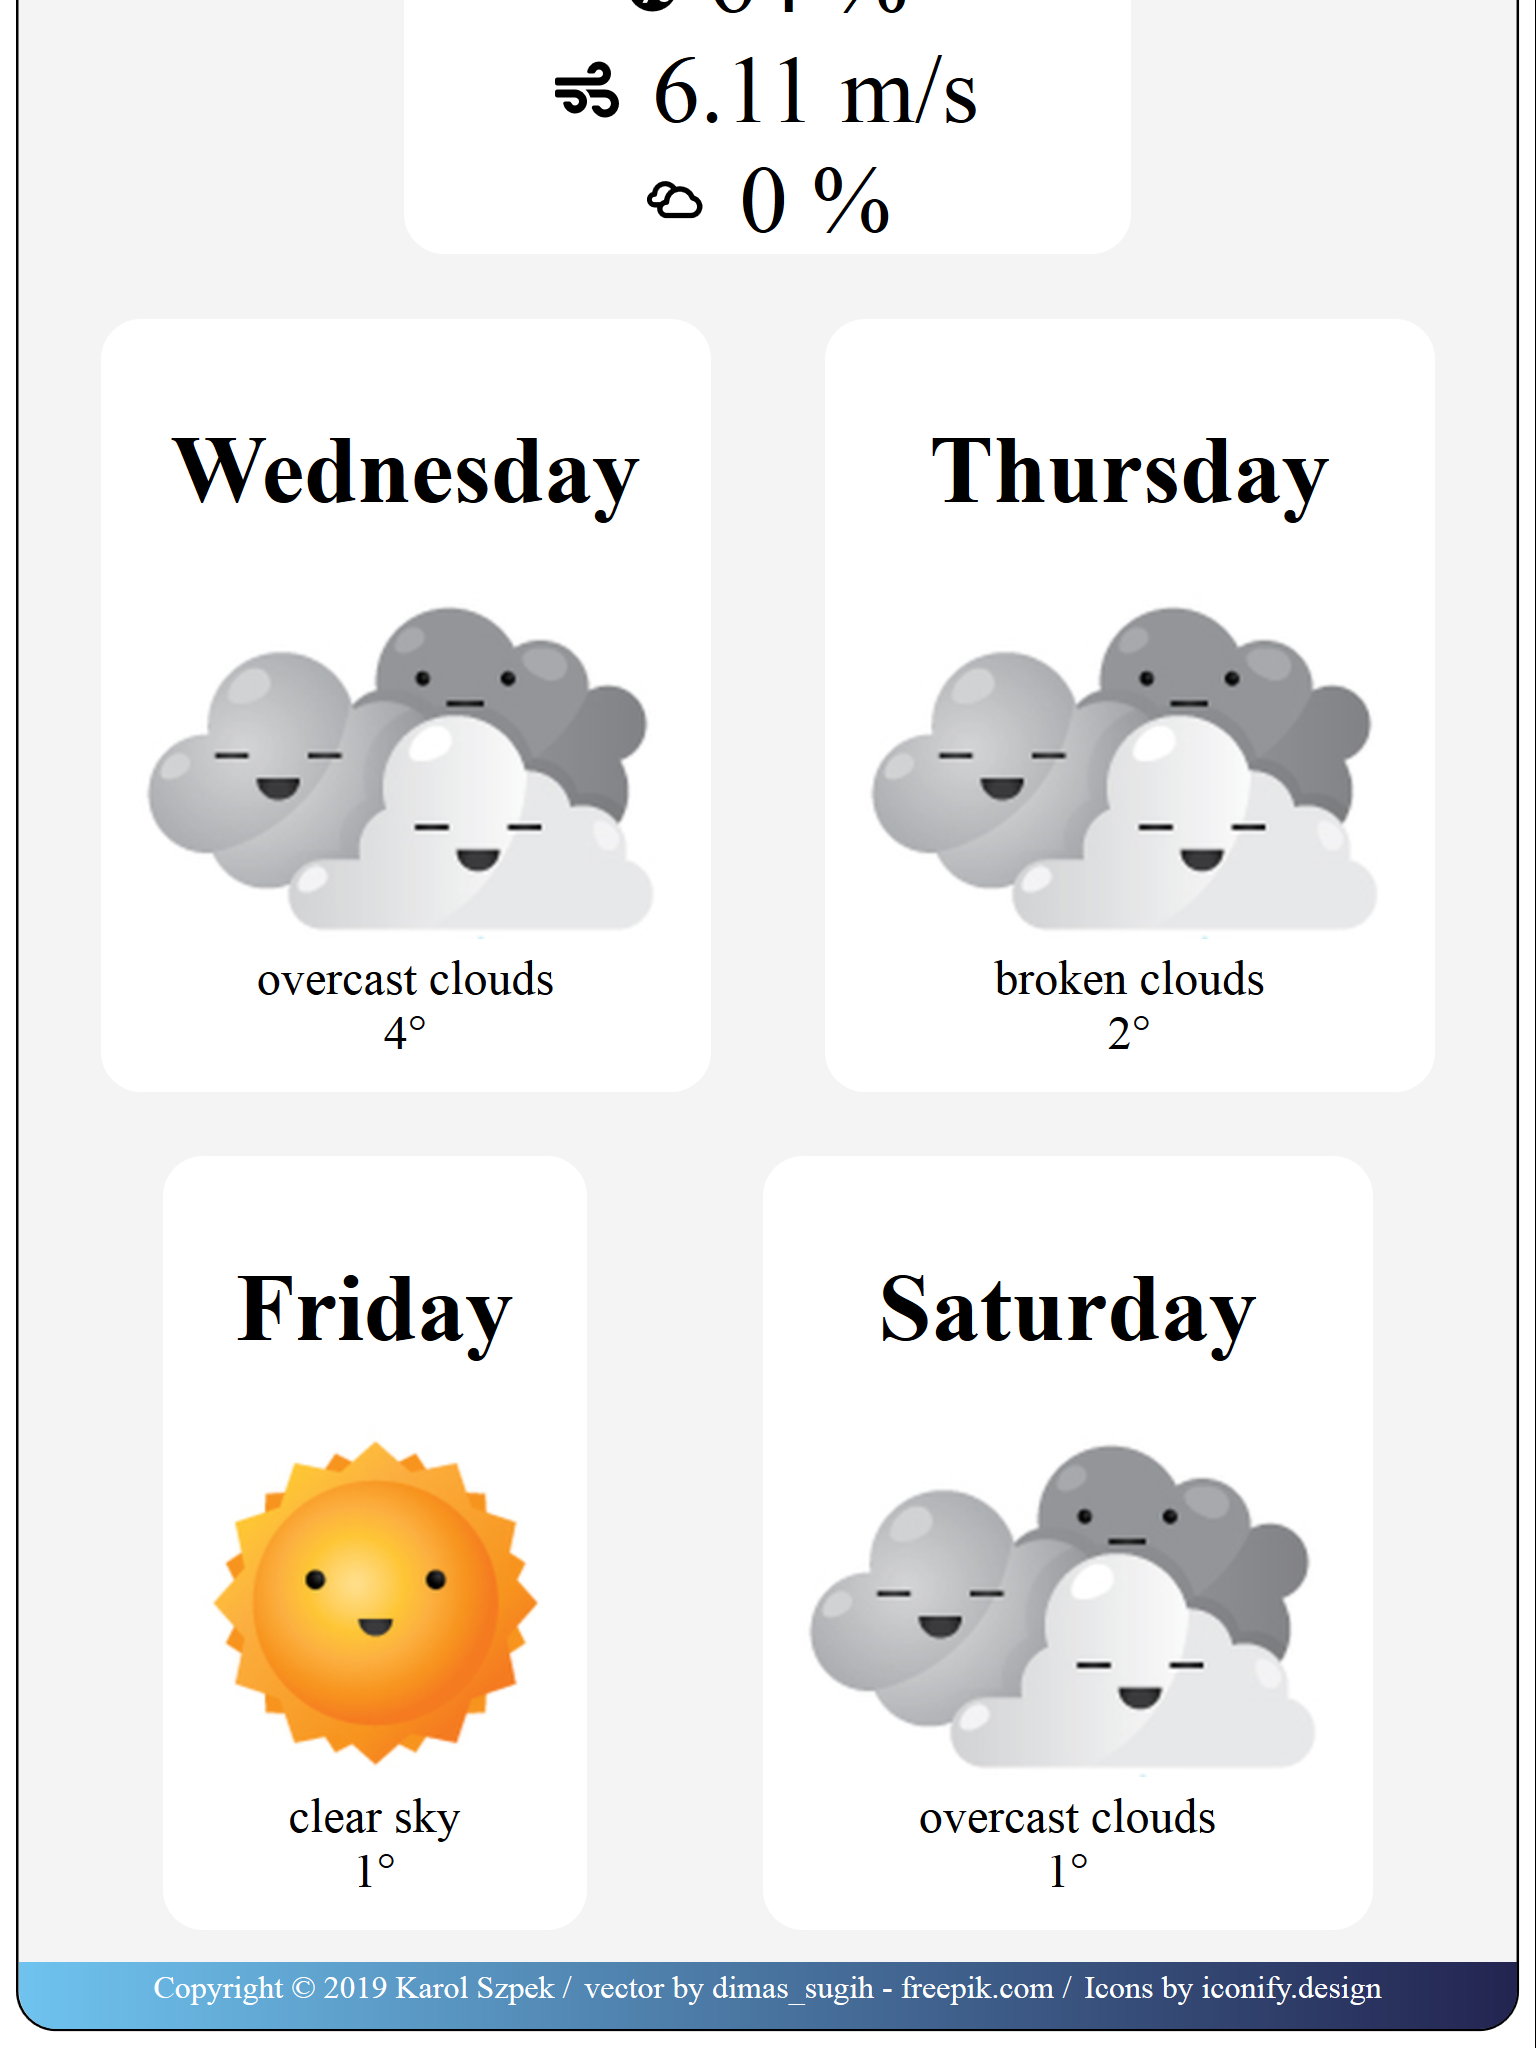 6.11 m/s
0 %
Wednesday
Thursday
overcast clouds
4°
broken clouds
2°
Friday
Saturday
clear sky
1°
overcast clouds
1°
Copyright © 2019 Karol Szpek / vector by dimas_sugih - freepik.com / Icons by iconify.design